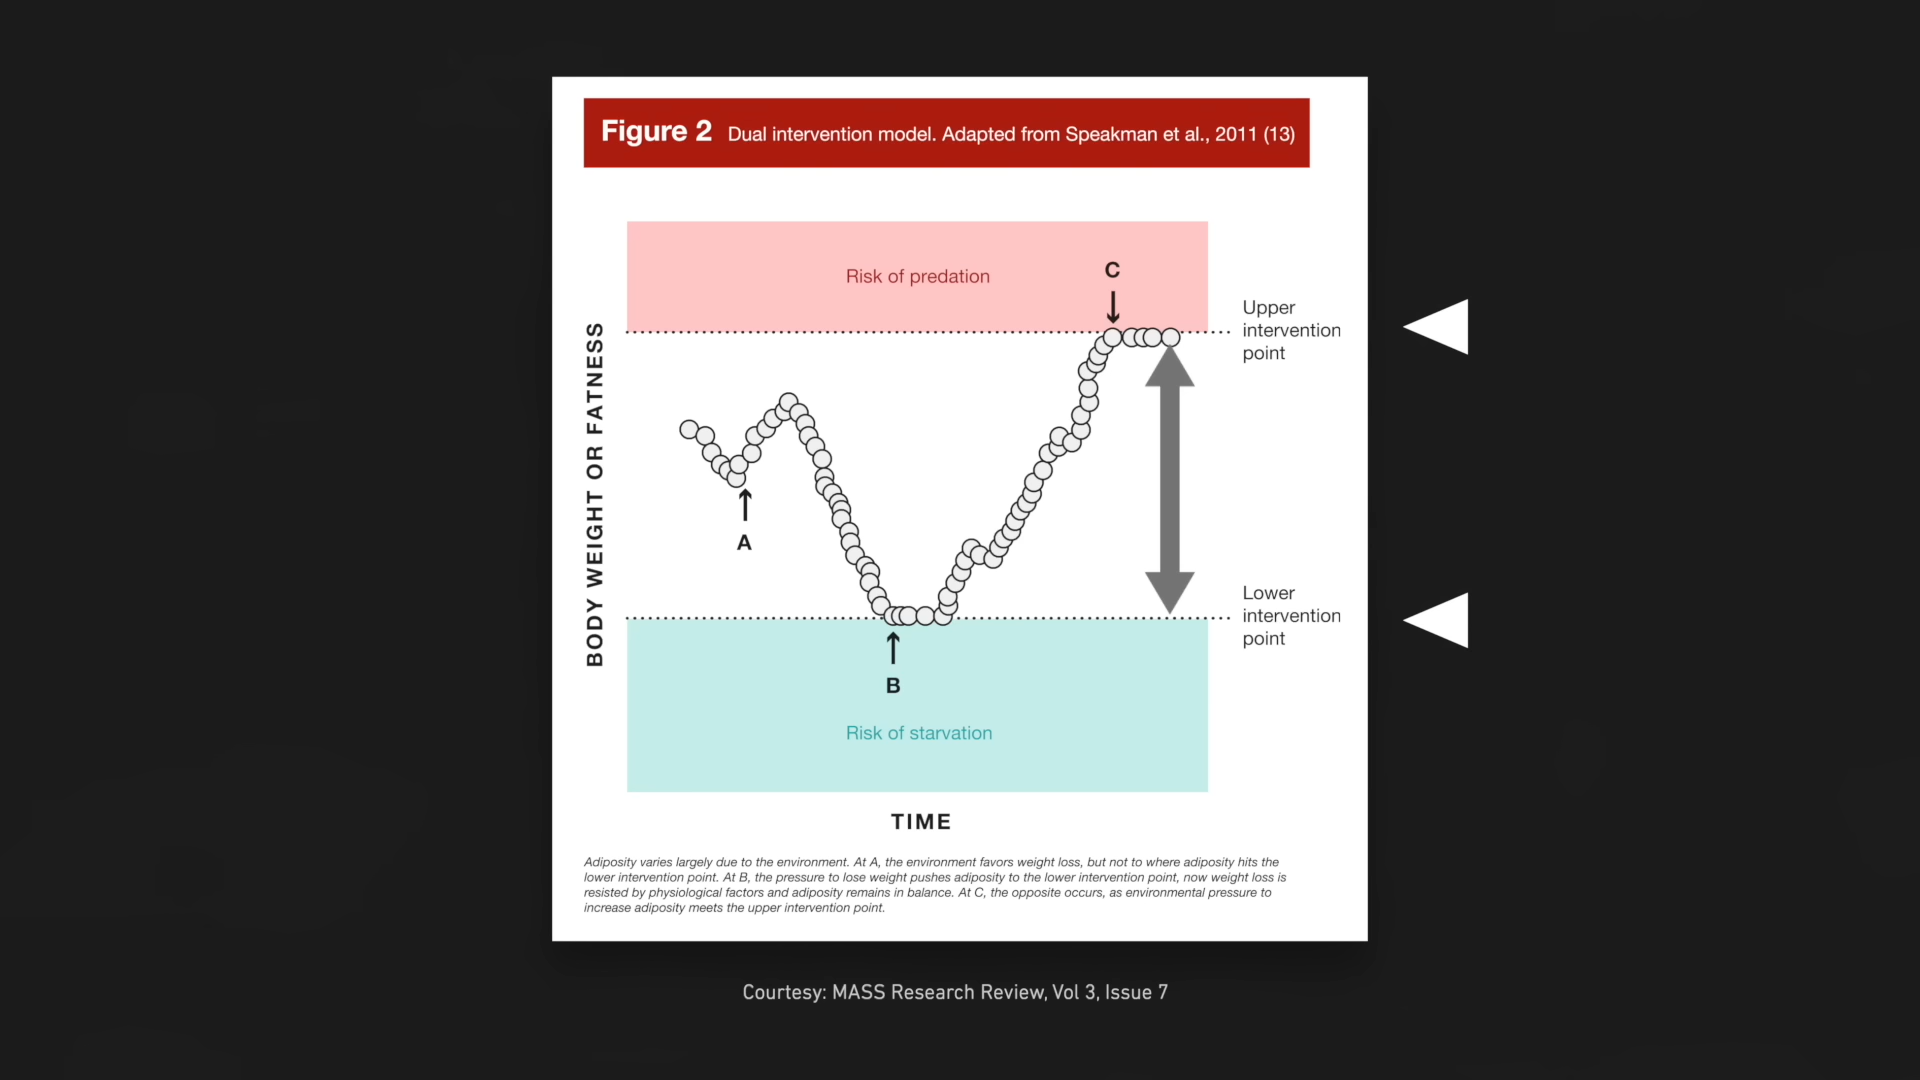 Figure 2 Dual intervention model. Adapted from Speakman et al., 2011 (13)
Risk of predation
C
Upper
intervention
point
BODY WEIGHT OR FATNESS
A
Lower
intervention
point
B
Risk of starvation
TIME
Adiposity varies largely due to the environment. At A, the environment favors weight loss, but not to where adiposity hits the
lower intervention point. At B, the pressure to lose weight pushes adiposity to the lower intervention point, now weight loss is
resisted by physiological factors and adiposity remains in balance. At C, the opposite occurs, as environmental pressure to
increase adiposity meets the upper intervention point.
Courtesy: MASS Research Review, Vol 3, Issue 7